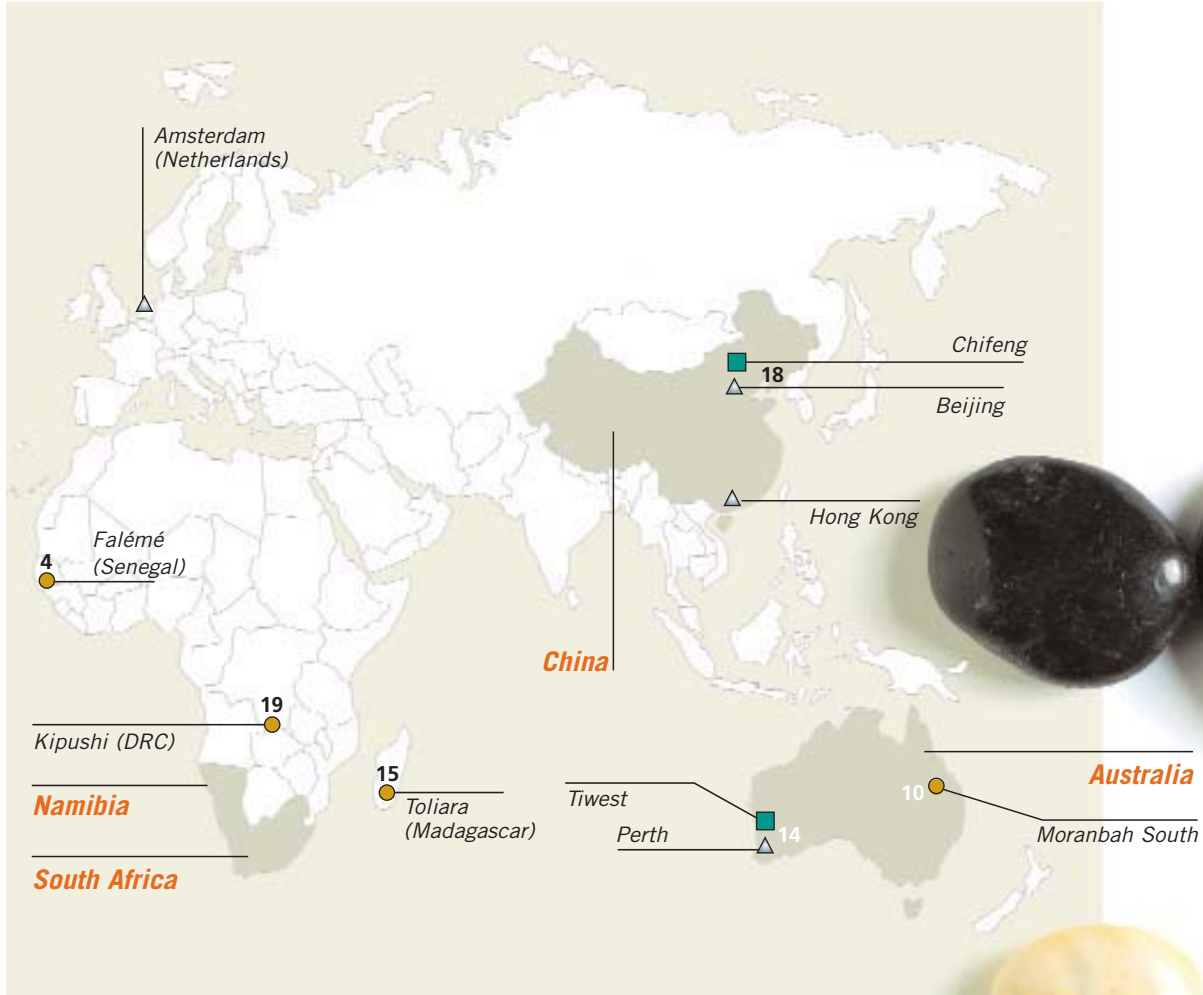 Amsterdam
(Netherlands)
Chifeng
18
Beijing
Hong Kong
Falémé
(Senegal)
4
China
19
Kipushi (DRC)
Namibia
15
Toliara
(Madagascar)
South Africa
Australia
Tiwest
10
14
Perth
Moranbah South